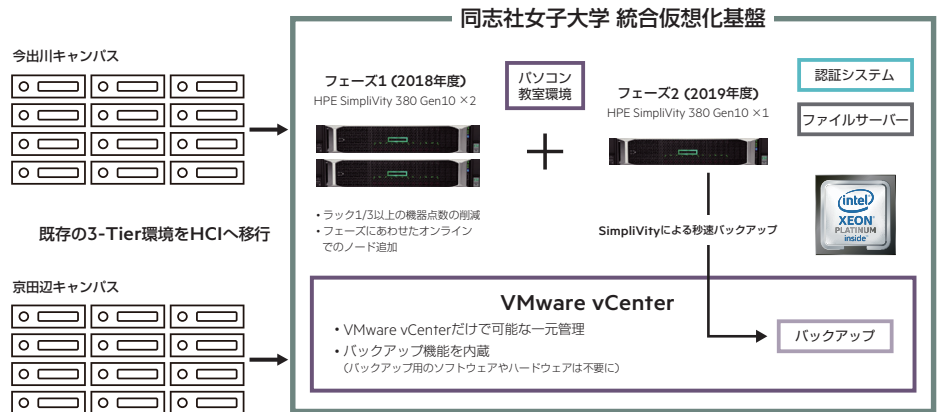 同志社女子大学 統合仮想化基盤
今出川キャンパス
フェーズ1 (2018年度)
HPE SimpliVity 380 Gen10 ×2
パソコン
教室環境
フェーズ2 (2019年度)
HPE SimpliVity 380 Gen10 ×1
認証システム
ファイルサーバー
・ラック1/3以上の機器点数の削減
・フェーズにあわせたオンライン
でのノード追加
既存の3-Tier環境をHCIへ移行
SimpliVityによる秒速バックアップ
intel
XEON
PLATINUM
inside
京田辺キャンパス
VMware vCenter
・VMware vCenterだけで可能な一元管理
・バックアップ機能を内蔵
(バックアップ用のソフトウェアやハードウェアは不要に)
バックアップ